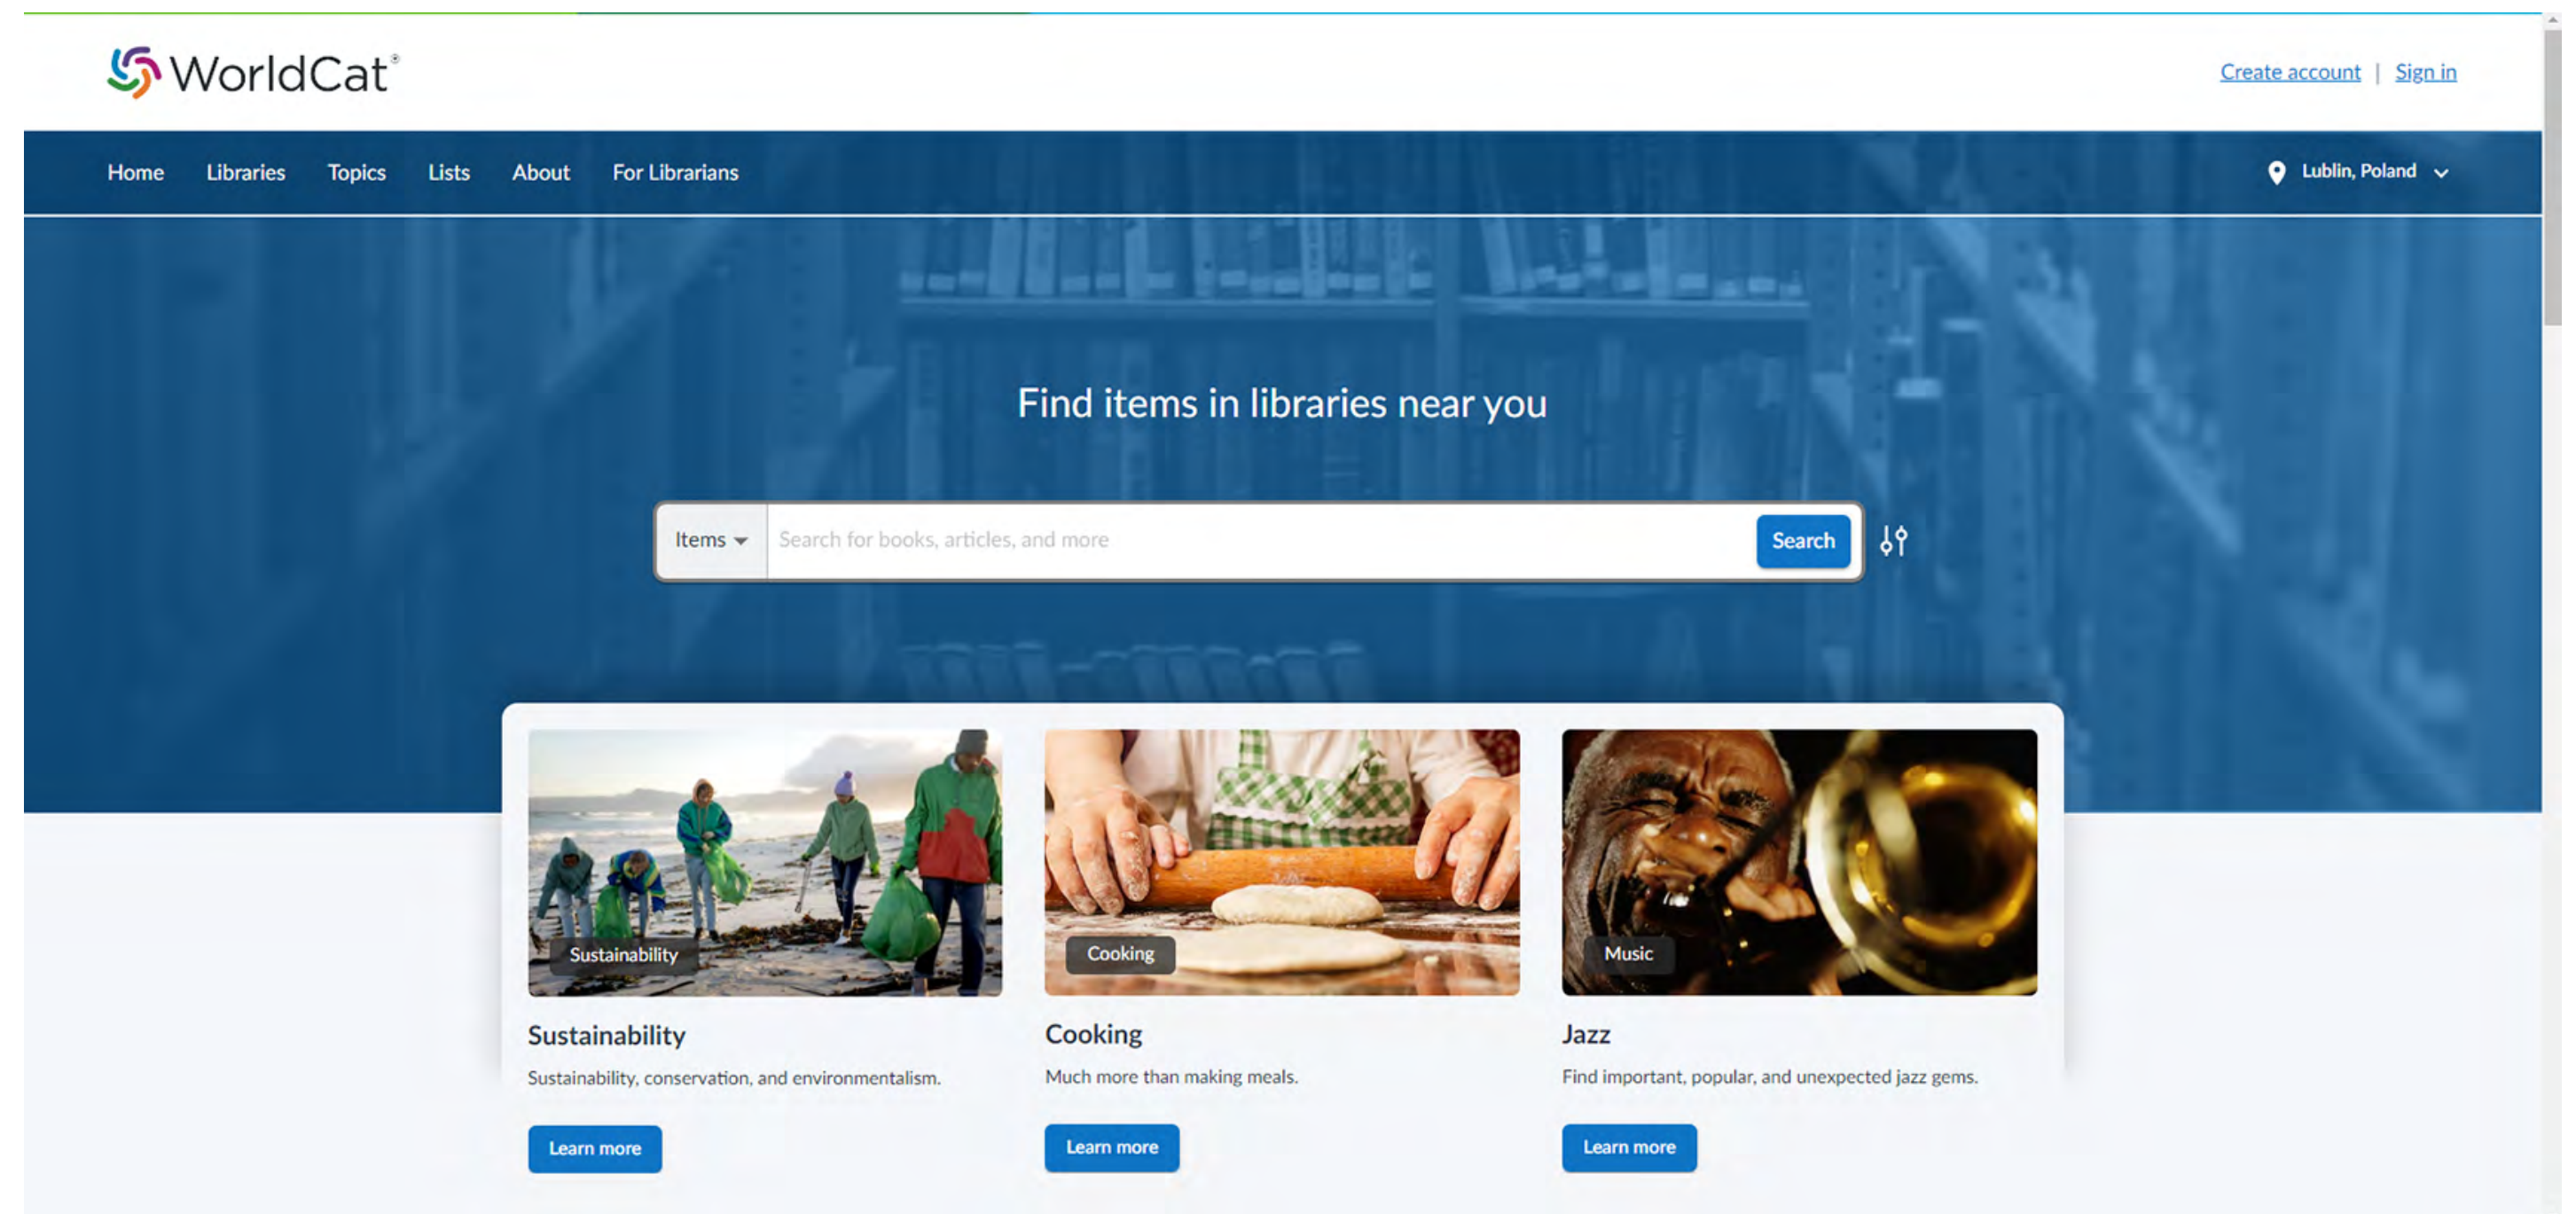 WorldCat®
Create account | Sign in
Home Libraries Topics Lists About For Librarians
Lublin, Poland
Find items in libraries near you
Items Search for books, articles, and more Search
Sustainability Cooking Music
Sustainability Cooking Jazz
Sustainability, conservation, and environmentalism. Much more than making meals. Find important, popular, and unexpected jazz gems.
Learn more Learn more Learn more